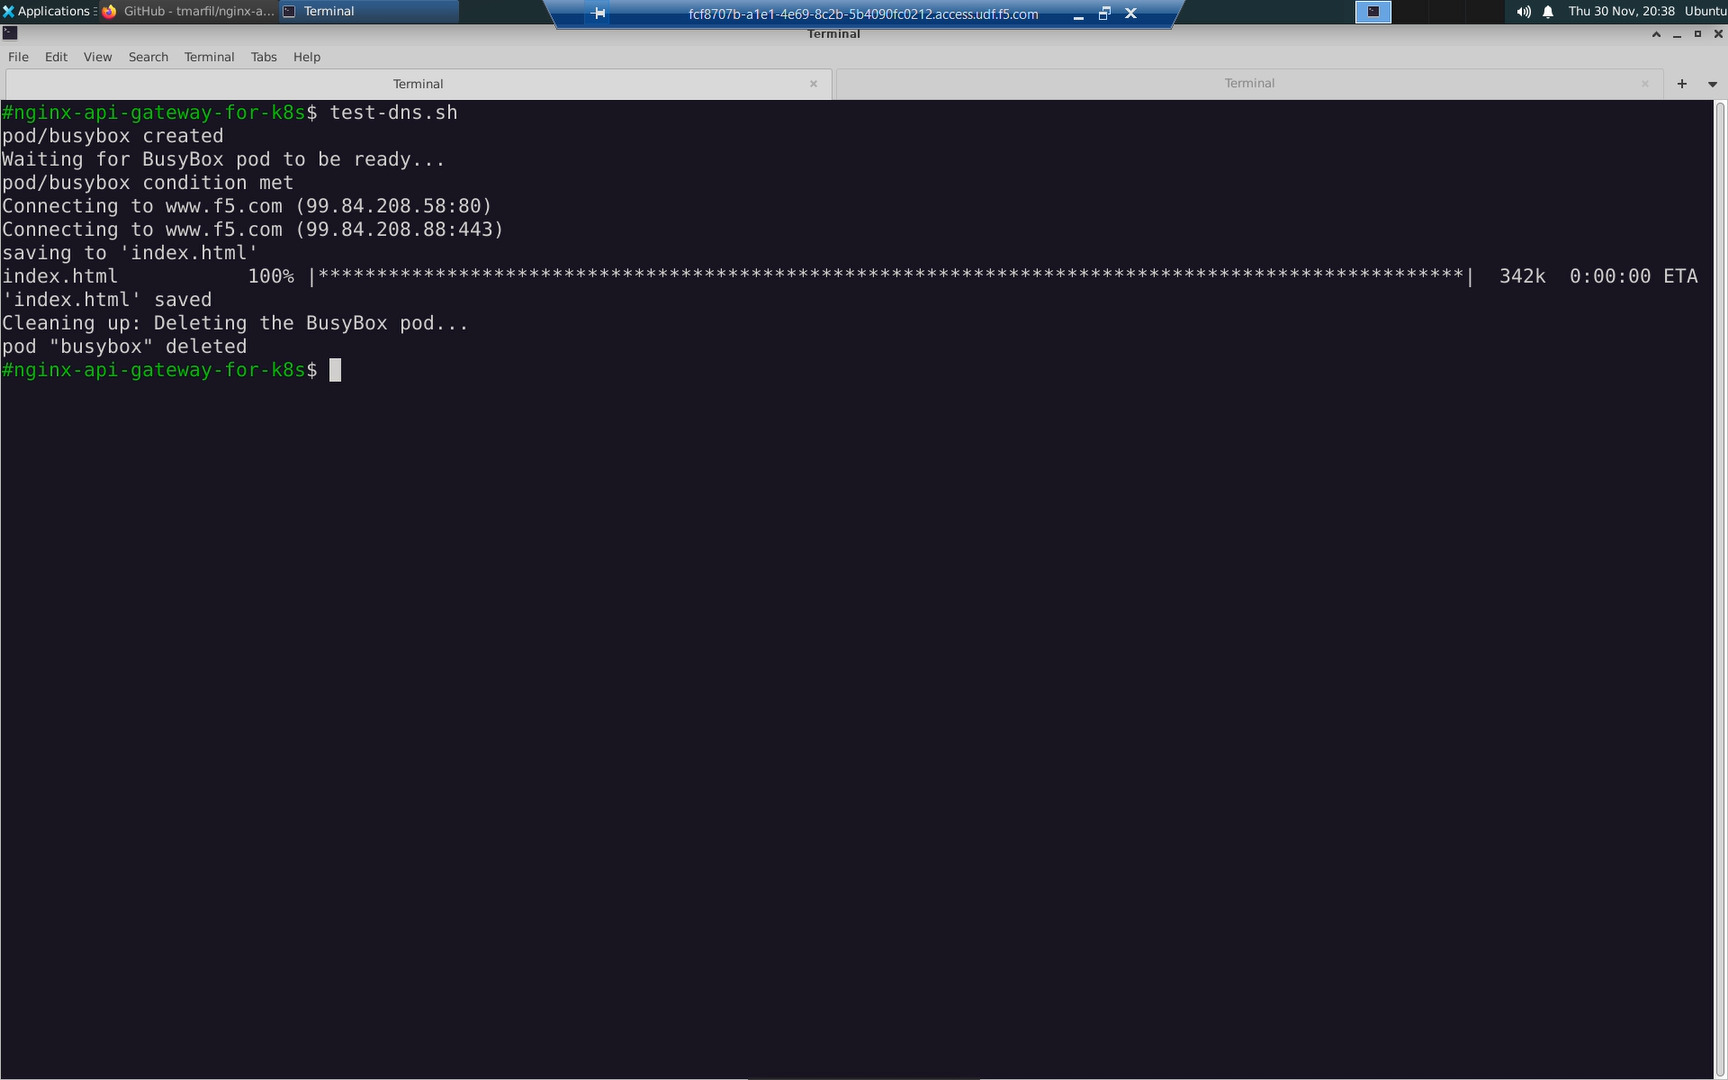 Applications
GitHub - tmarfil/nginx-a...
Terminal
fcf8707b-a1e1-4e69-8c2b-5b4090fc0212.access.udf.f5.com
Thu 30 Nov, 20:38
Ubuntu
Terminal
File Edit View Search Terminal Tabs Help
Terminal
Terminal
#nginx-api-gateway-for-k8s$ test-dns.sh
pod/busybox created
Waiting for BusyBox pod to be ready...
pod/busybox condition met
Connecting to www.f5.com (99.84.208.58:80)
Connecting to www.f5.com (99.84.208.88:443)
saving to 'index.html'
index.html 100% |**************************************************************************************************| 342k 0:00:00 ETA
'index.html' saved
Cleaning up: Deleting the BusyBox pod...
pod "busybox" deleted
#nginx-api-gateway-for-k8s$